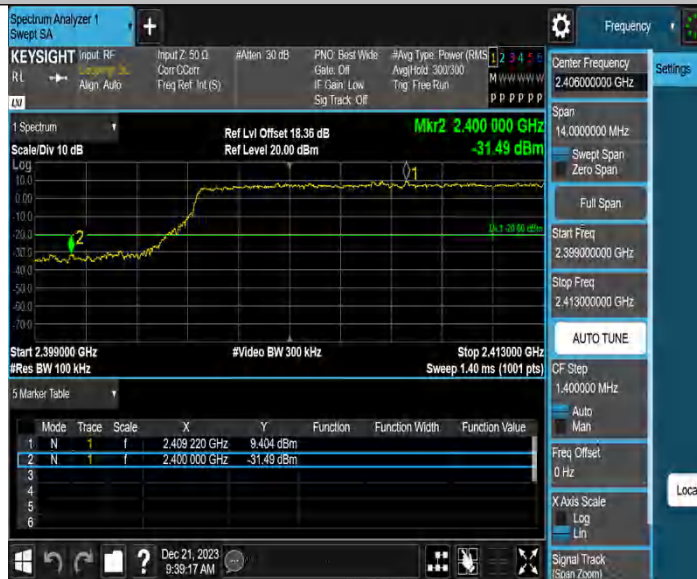 Spectrum Analyzer 1
Swept SA
+
Frequency
KEYSIGHT
Input: RF
Align: Auto
Input Z: 50 Ω
Corr CCorr
Freq Ref: Int (S)
#Atten: 30 dB
PNO: Best Wide
Gate: Off
IF Gain: Low
Sig Track: Off
#Avg Type: Power (RMS)
Avg|Hold: 300/300
Trig: Free Run
1 2 3 4 5 6
M W W W W W
P P P P P P
R L
LXI
1 Spectrum
Scale/Div 10 dB
Ref Lvl Offset 18.36 dB
Ref Level 20.00 dBm
Mkr2 2.400 000 GHz
-31.49 dBm
Log
10.0
0.00
-10.0
-20.0
-30.0
-40.0
-50.0
-60.0
-70.0
1
2
Start 2.399000 GHz
#Res BW 100 kHz
#Video BW 300 kHz
Stop 2.413000 GHz
Sweep 1.40 ms (1001 pts)
5 Marker Table
Mode Trace Scale X Y Function Function Width Function Value
1 N 1 f 2.409 220 GHz 9.404 dBm
2 N 1 f 2.400 000 GHz -31.49 dBm
3
4
5
6
?
Dec 21, 2023
9:39:17 AM
Center Frequency
2.406000000 GHz
Settings
Span
14.0000000 MHz
Swept Span
Zero Span
Full Span
Start Freq
2.399000000 GHz
Stop Freq
2.413000000 GHz
AUTO TUNE
CF Step
1.400000 MHz
Auto
Man
Freq Offset
0 Hz
X Axis Scale
Log
Lin
Signal Track
(Span Zoom)
Loca